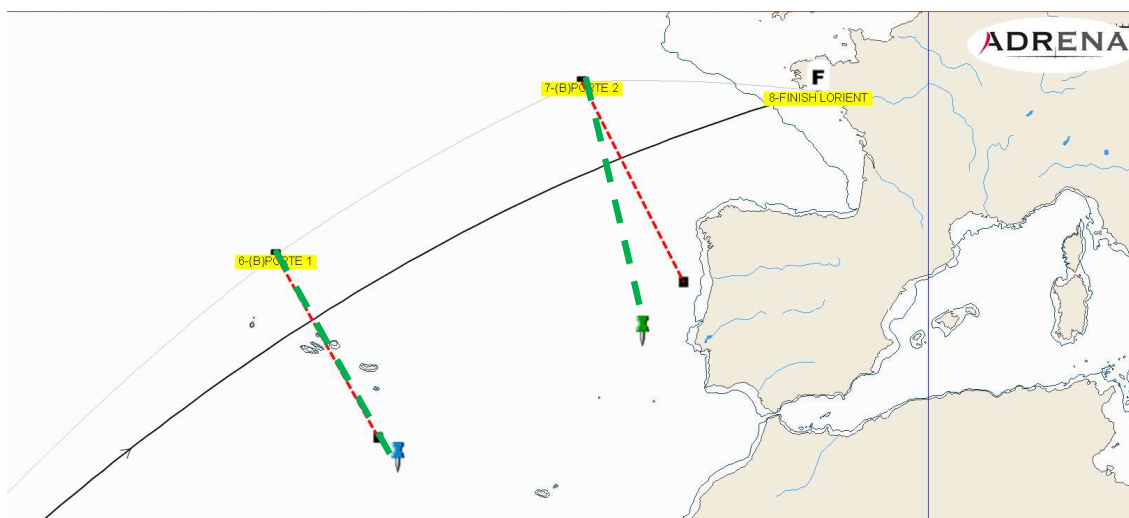 ADRENA
F
7-(B)PORTE 2
8-FINISH LORIENT
6-(B)PORTE 1